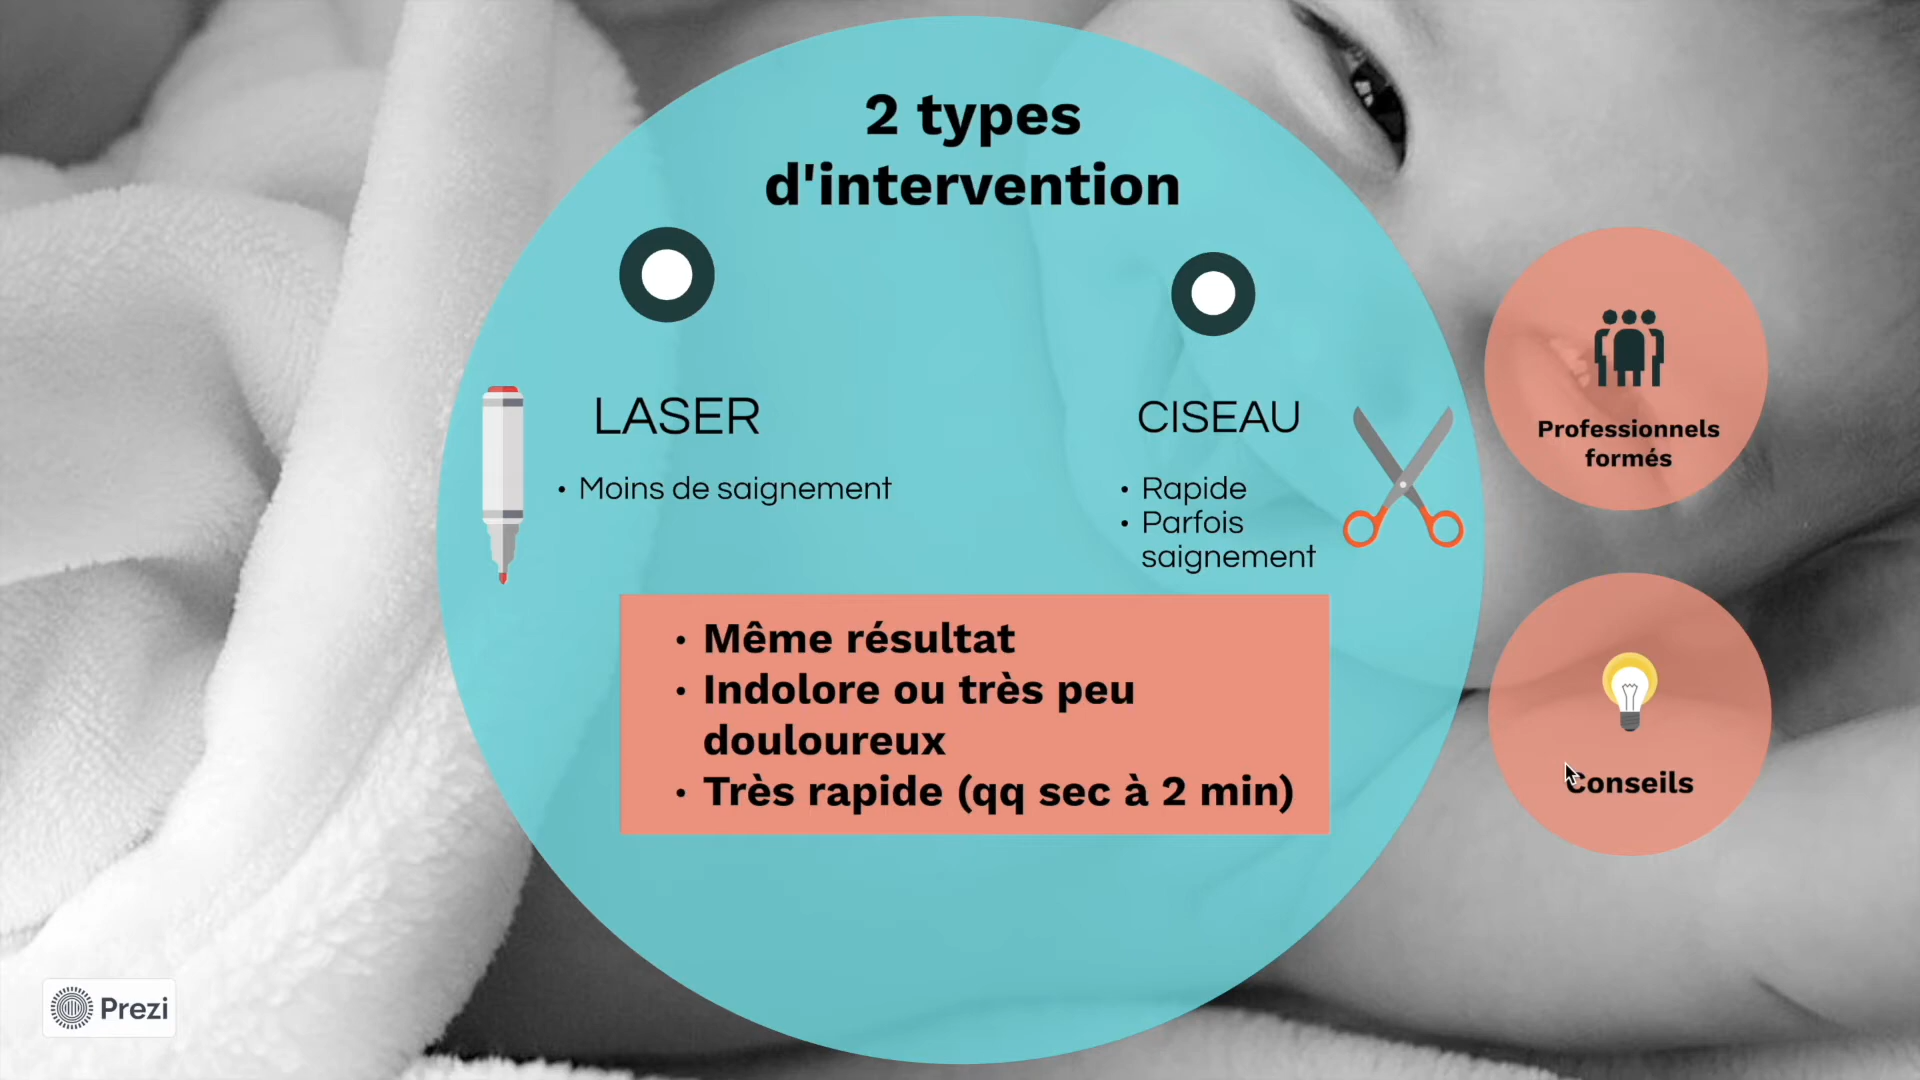 2 types
d'intervention
LASER
• Moins de saignement
CISEAU
• Rapide
• Parfois
saignement
• Même résultat
• Indolore ou très peu
douloureux
• Très rapide (qq sec à 2 min)
Professionnels
formés
Conseils
Prezi